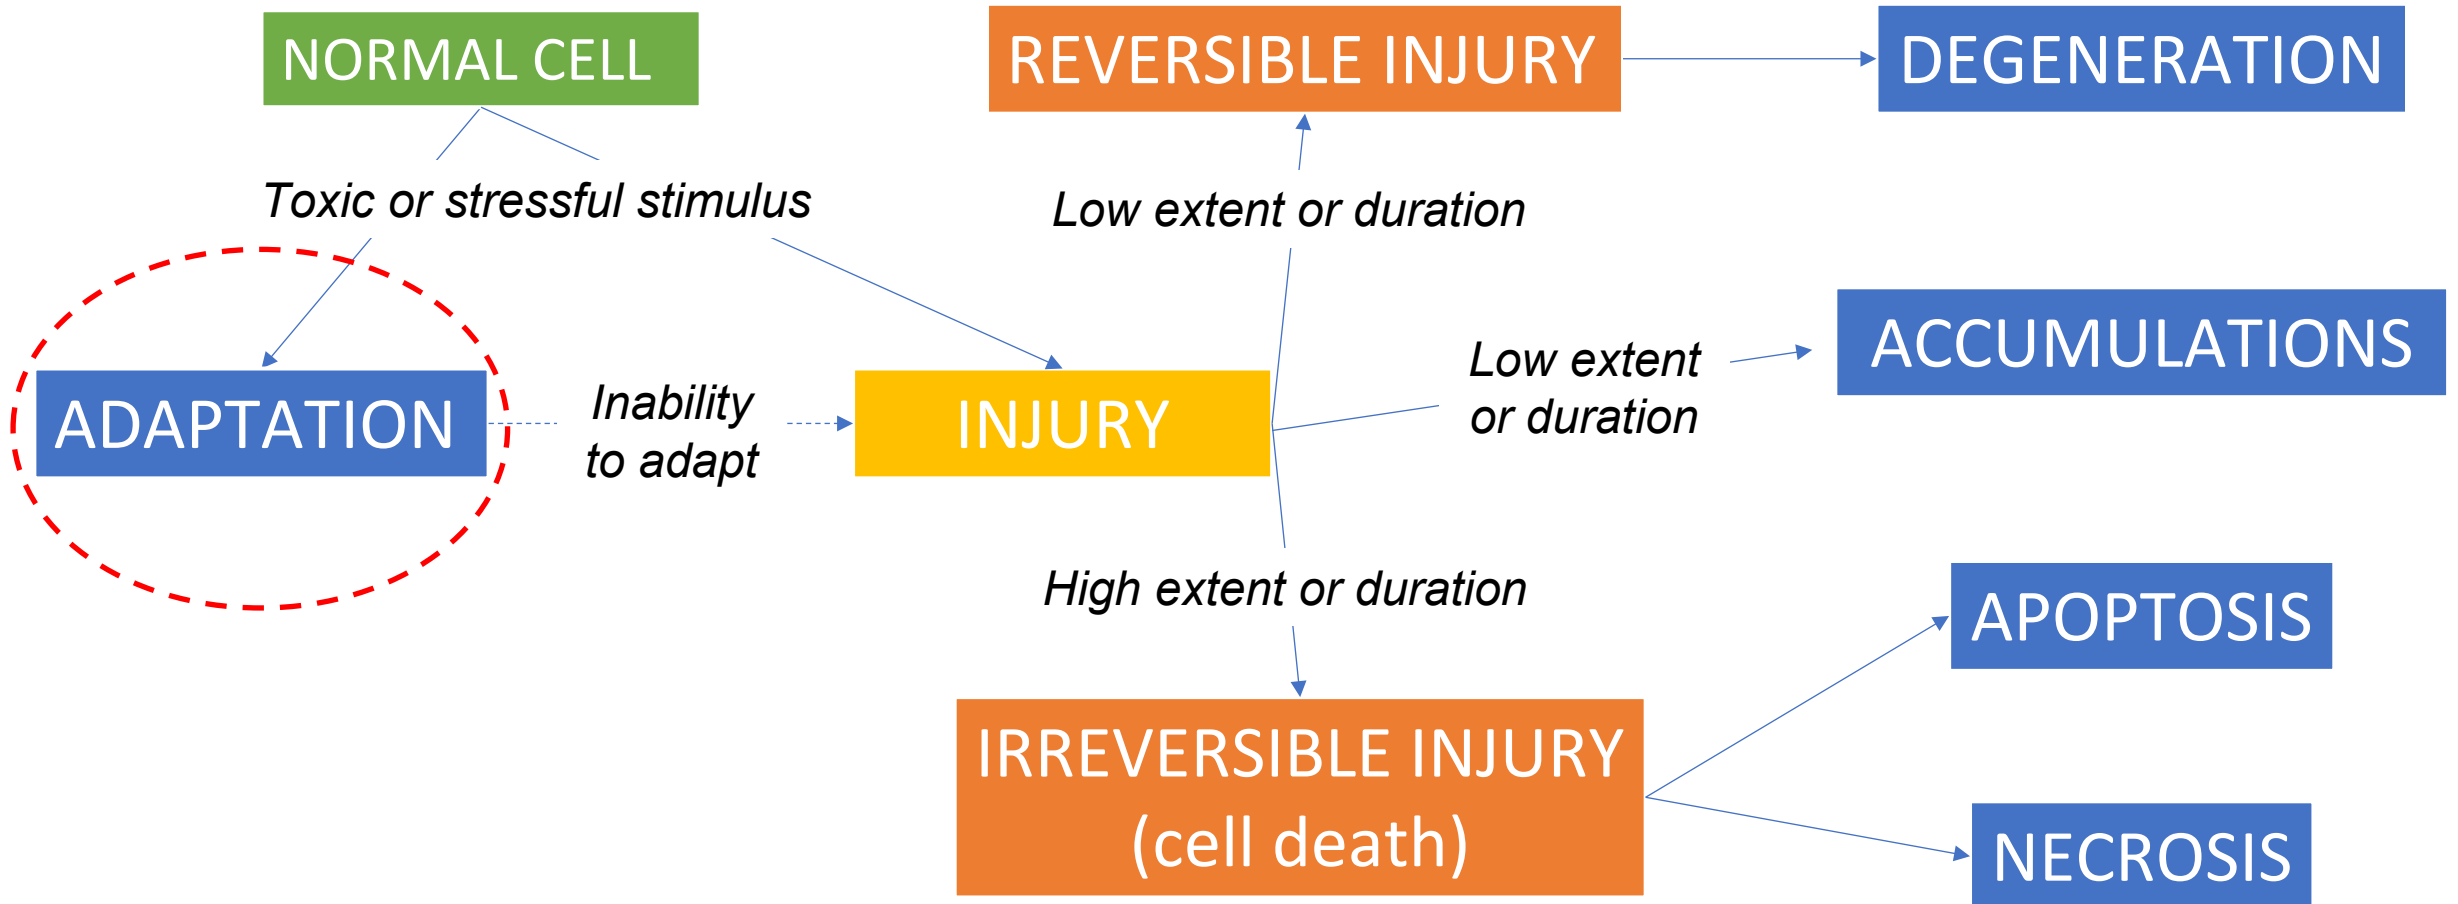 NORMAL CELL
REVERSIBLE INJURY
DEGENERATION
Toxic or stressful stimulus
Low extent or duration
ADAPTATION
Inability
to adapt
INJURY
Low extent
or duration
ACCUMULATIONS
High extent or duration
IRREVERSIBLE INJURY
(cell death)
APOPTOSIS
NECROSIS